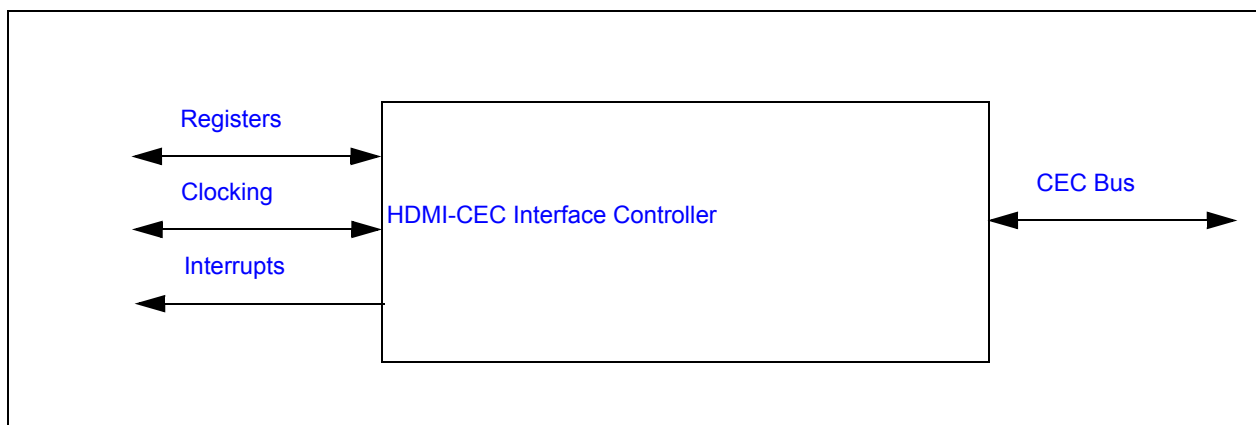 Registers
Clocking
HDMI-CEC Interface Controller
Interrupts
CEC Bus